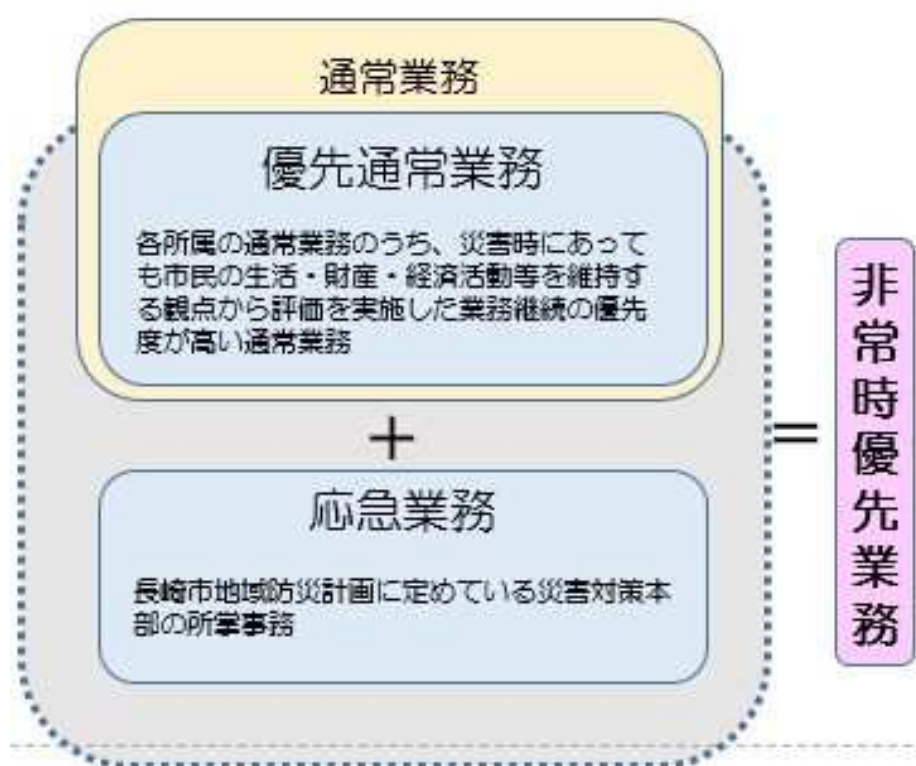 通常業務
優先通常業務
各所属の通常業務のうち、災害時にあって
も市民の生活・財産・経済活動等を維持す
る観点から評価を実施した業務継続の優先
度が高い通常業務
＋
応急業務
長崎市地域防災計画に定めている災害対策本
部の所掌事務
＝
非常時優先業務